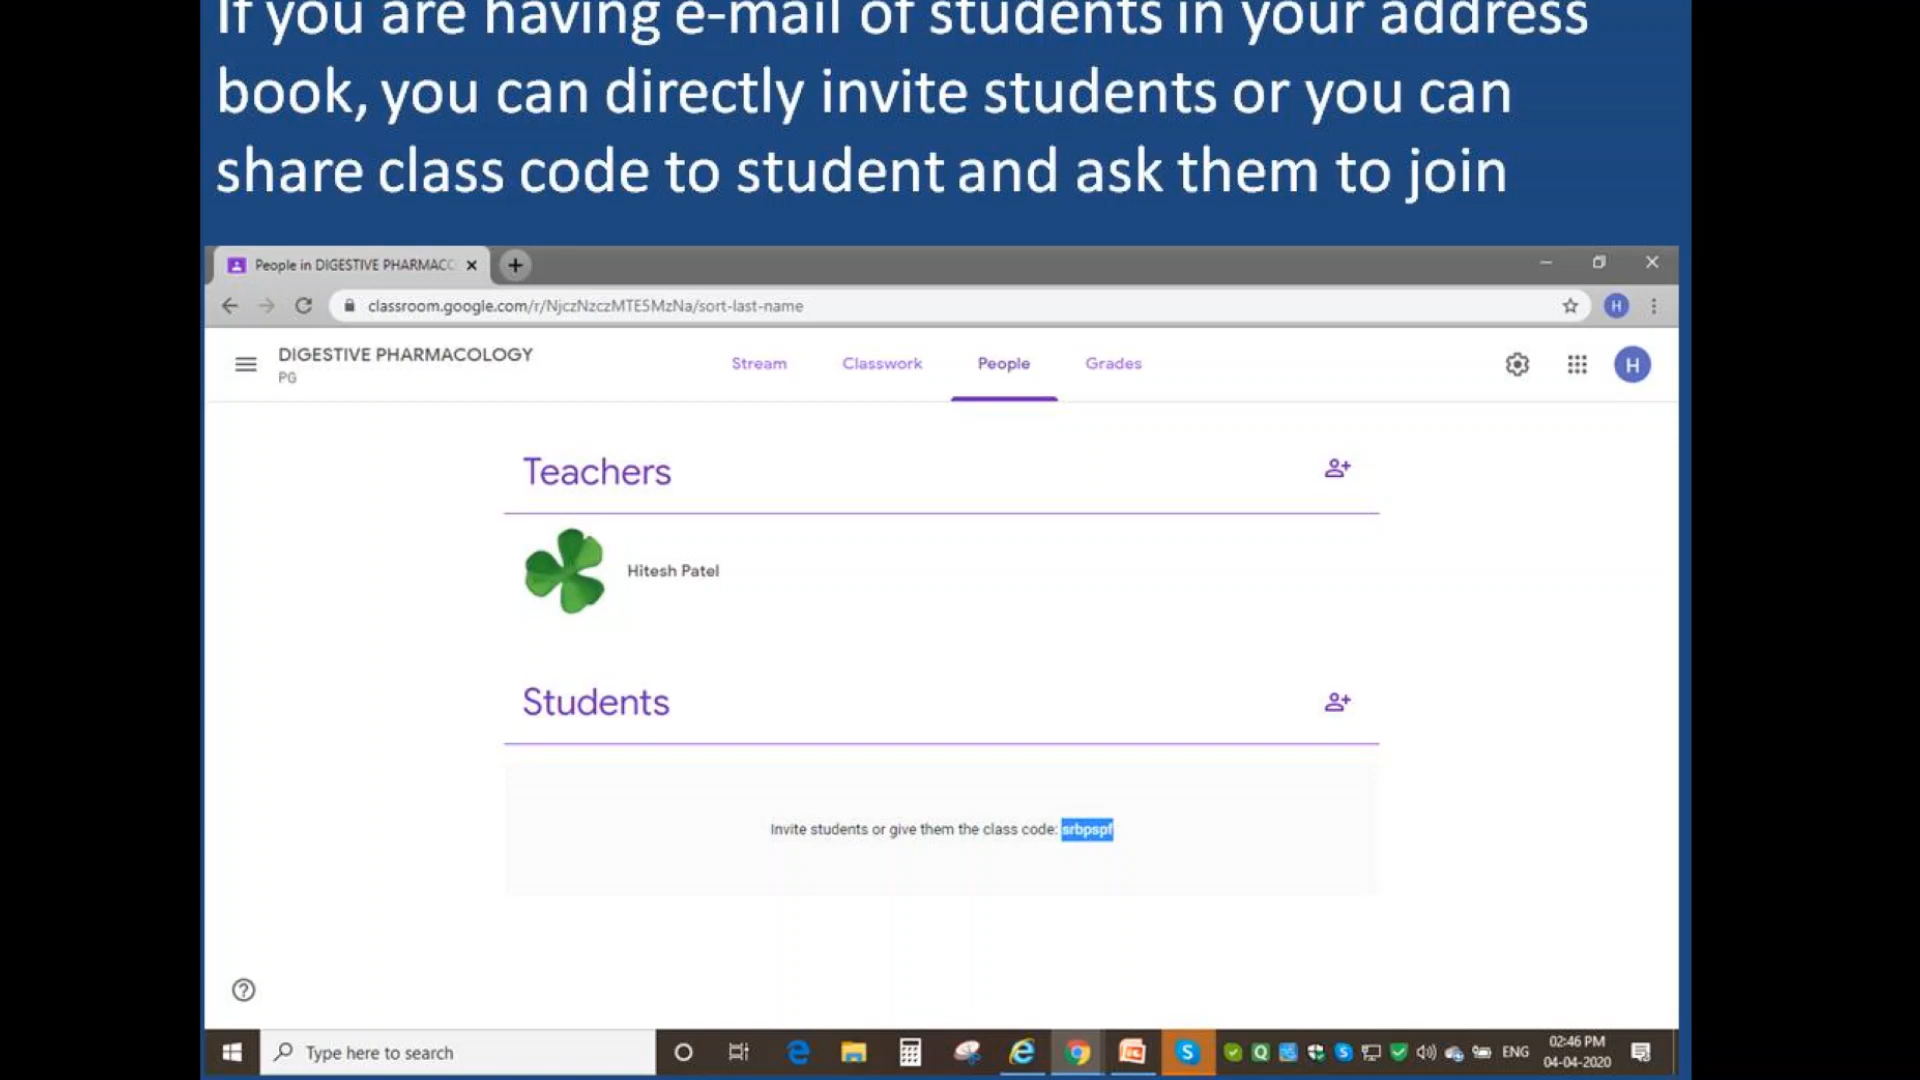 If you are having e-mail of students in your address
book, you can directly invite students or you can
share class code to student and ask them to join
People in DIGESTIVE PHARMACC
classroom.google.com/r/NjczNzczMTE5MzNa/sort-last-name
H
DIGESTIVE PHARMACOLOGY
PG
Stream
Classwork
People
Grades
H
Teachers
Hitesh Patel
Students
Invite students or give them the class code: srbpspf
Type here to search
ENG
02:46 PM
04-04-2020